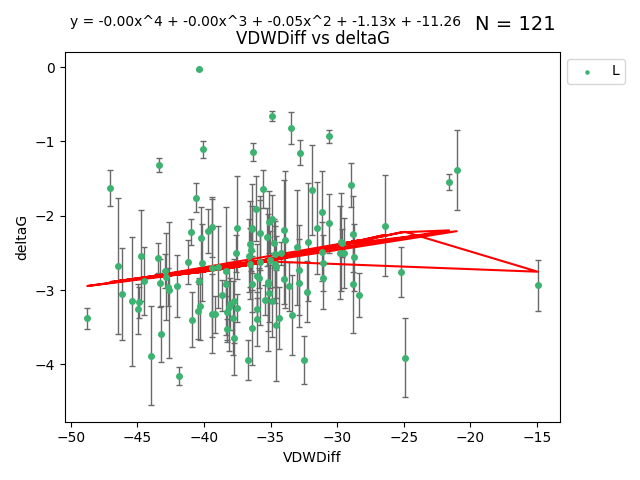 y = -0.00x^4 + -0.00x^3 + -0.05x^2 + -1.13x + -11.26
N = 121
VDWDiff vs deltaG
L
deltaG
0
−1
−2
−3
−4
−50 −45 −40 −35 −30 −25 −20 −15
VDWDiff